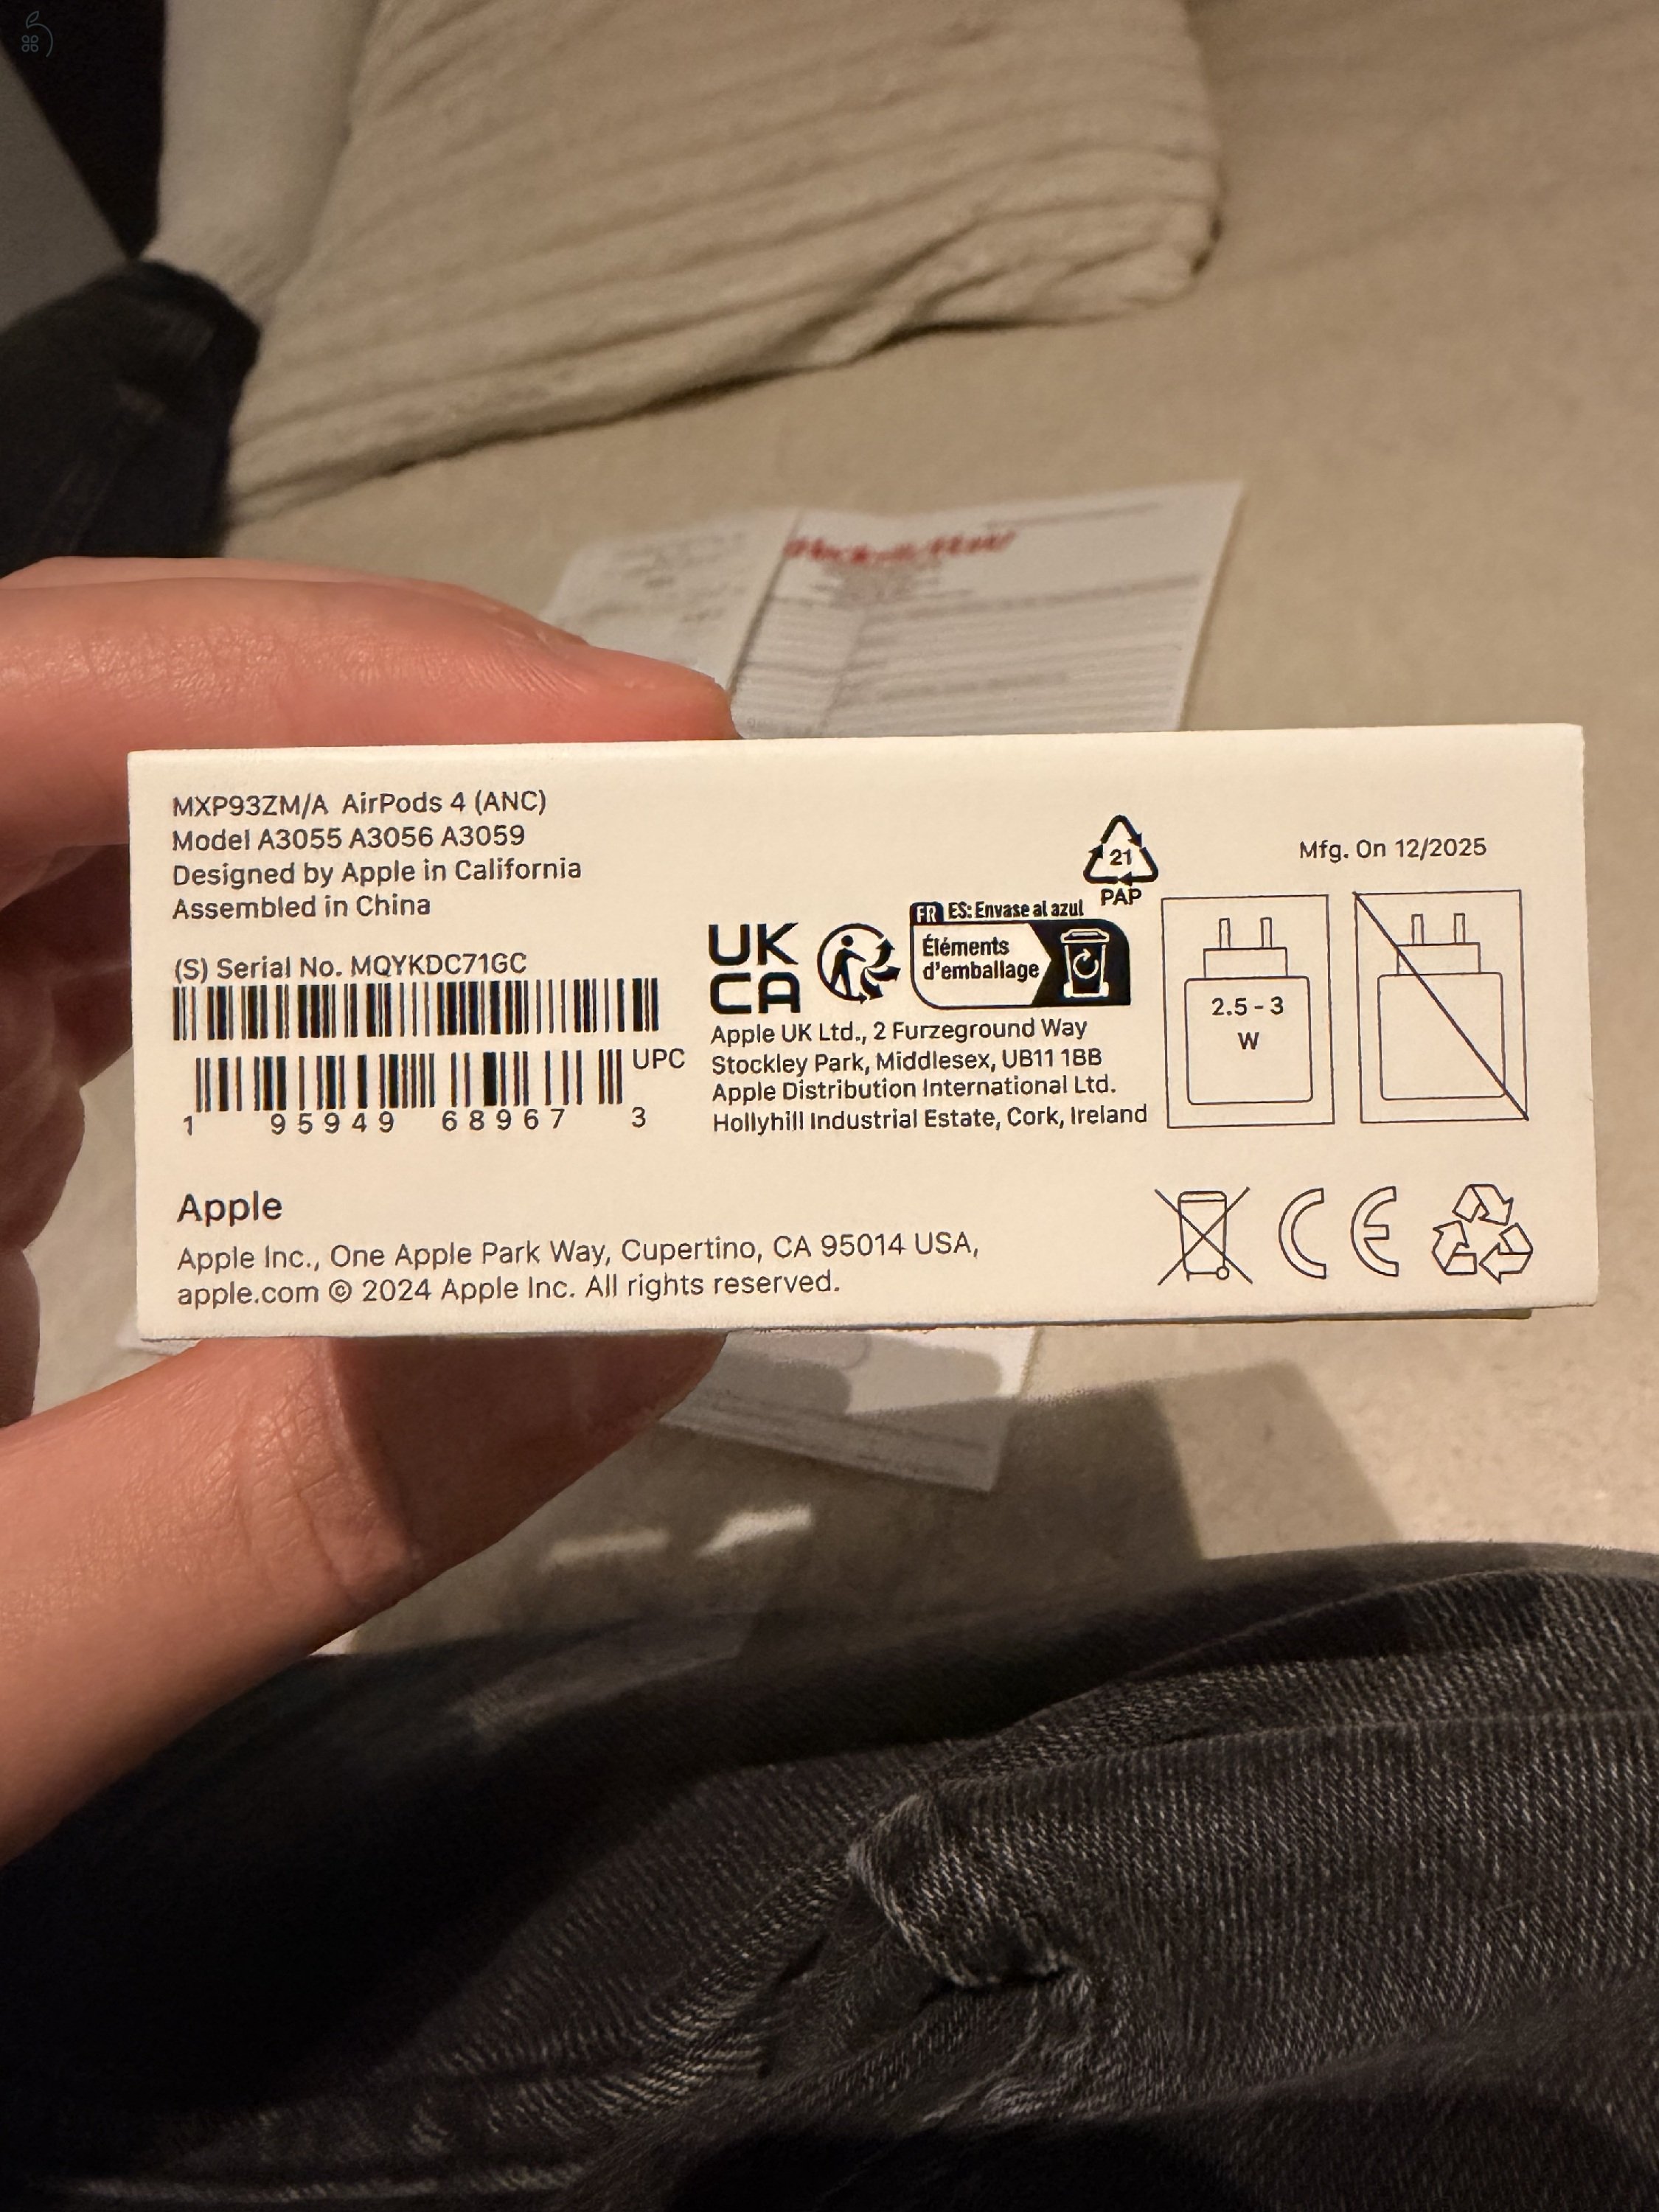 MediaMarkt
MXP93ZM/A AirPods 4 (ANC)
Model A3055 A3056 A3059
Designed by Apple in California
Assembled in China
(S) Serial No. MQYKDC71GC
UPC
1 95949 68967 3
UK
CA
FR ES: Envase al azul
Éléments
d'emballage
21
PAP
Apple UK Ltd., 2 Furzeground Way
Stockley Park, Middlesex, UB11 1BB
Apple Distribution International Ltd.
Hollyhill Industrial Estate, Cork, Ireland
Mfg. On 12/2025
2.5 - 3
W
Apple
Apple Inc., One Apple Park Way, Cupertino, CA 95014 USA,
apple.com © 2024 Apple Inc. All rights reserved.
CE